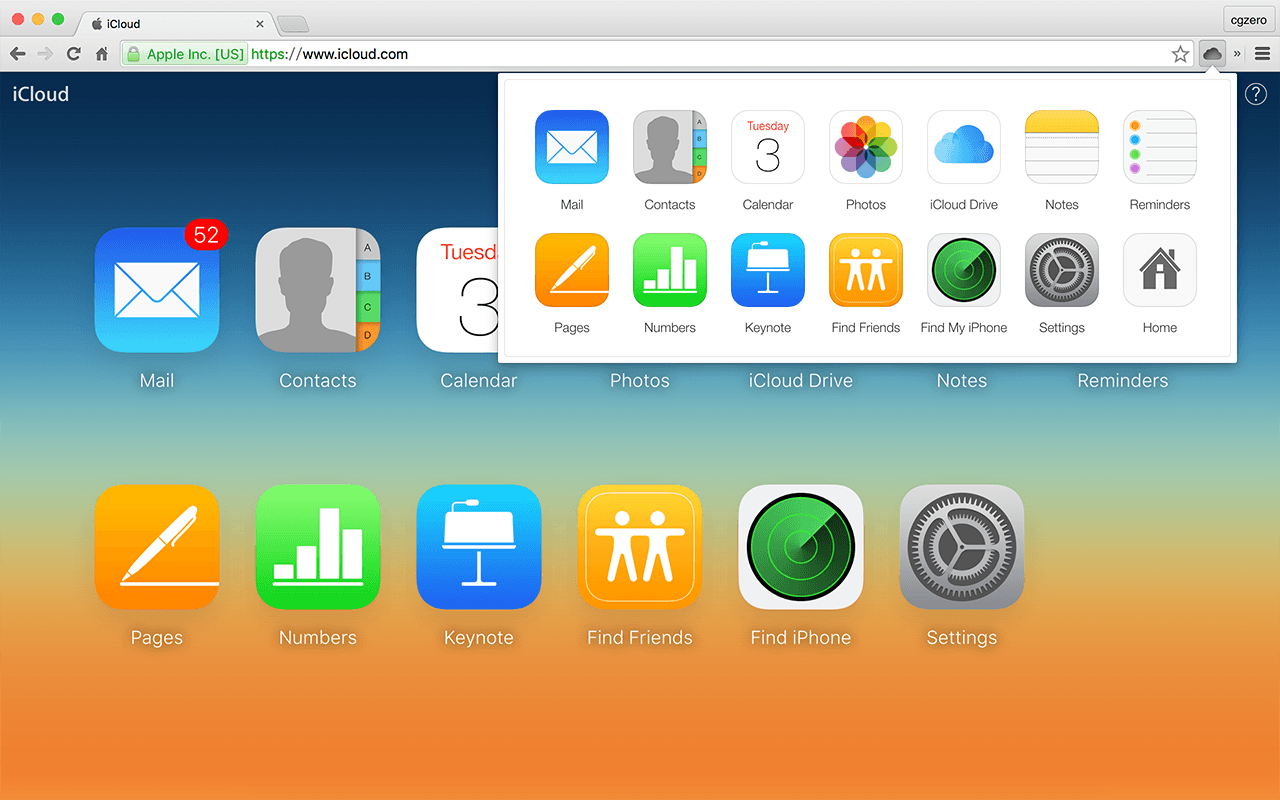 iCloud
cgzero
Apple Inc. [US] https://www.icloud.com
iCloud
?
A
B
C
D
Tuesday
3
Mail Contacts Calendar Photos iCloud Drive Notes Reminders
Pages Numbers Keynote Find Friends Find My iPhone Settings Home
52
A
B
C
D
Tuesd
3
Mail Contacts Calendar Photos iCloud Drive Notes Reminders
Pages Numbers Keynote Find Friends Find iPhone Settings